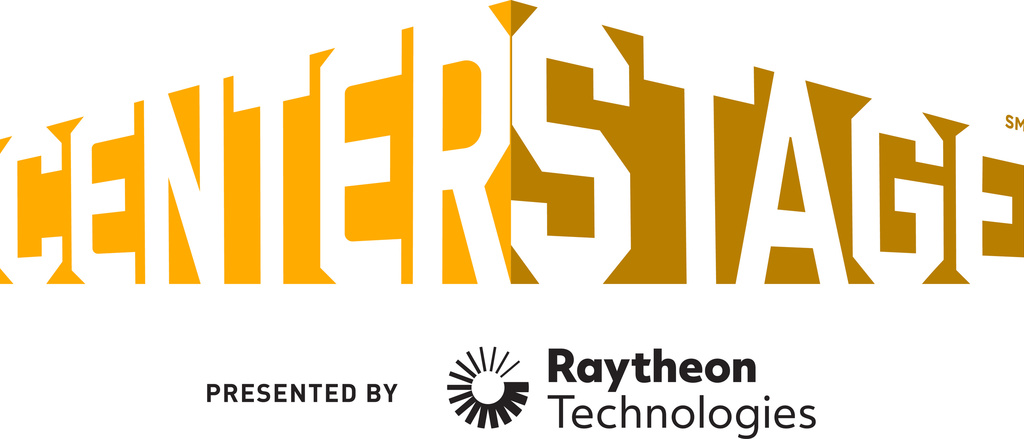 CENTERSTAGE SM
PRESENTED BY
Raytheon
Technologies